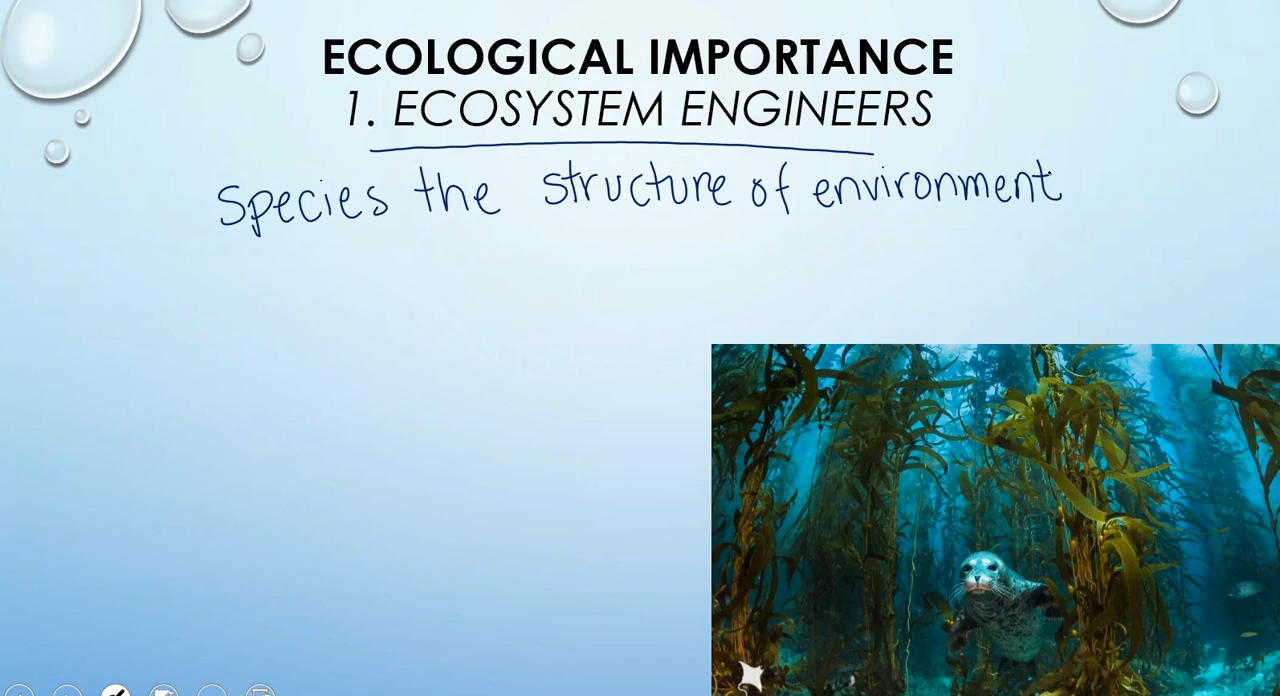 ECOLOGICAL IMPORTANCE
1. ECOSYSTEM ENGINEERS
Species the structure of environment